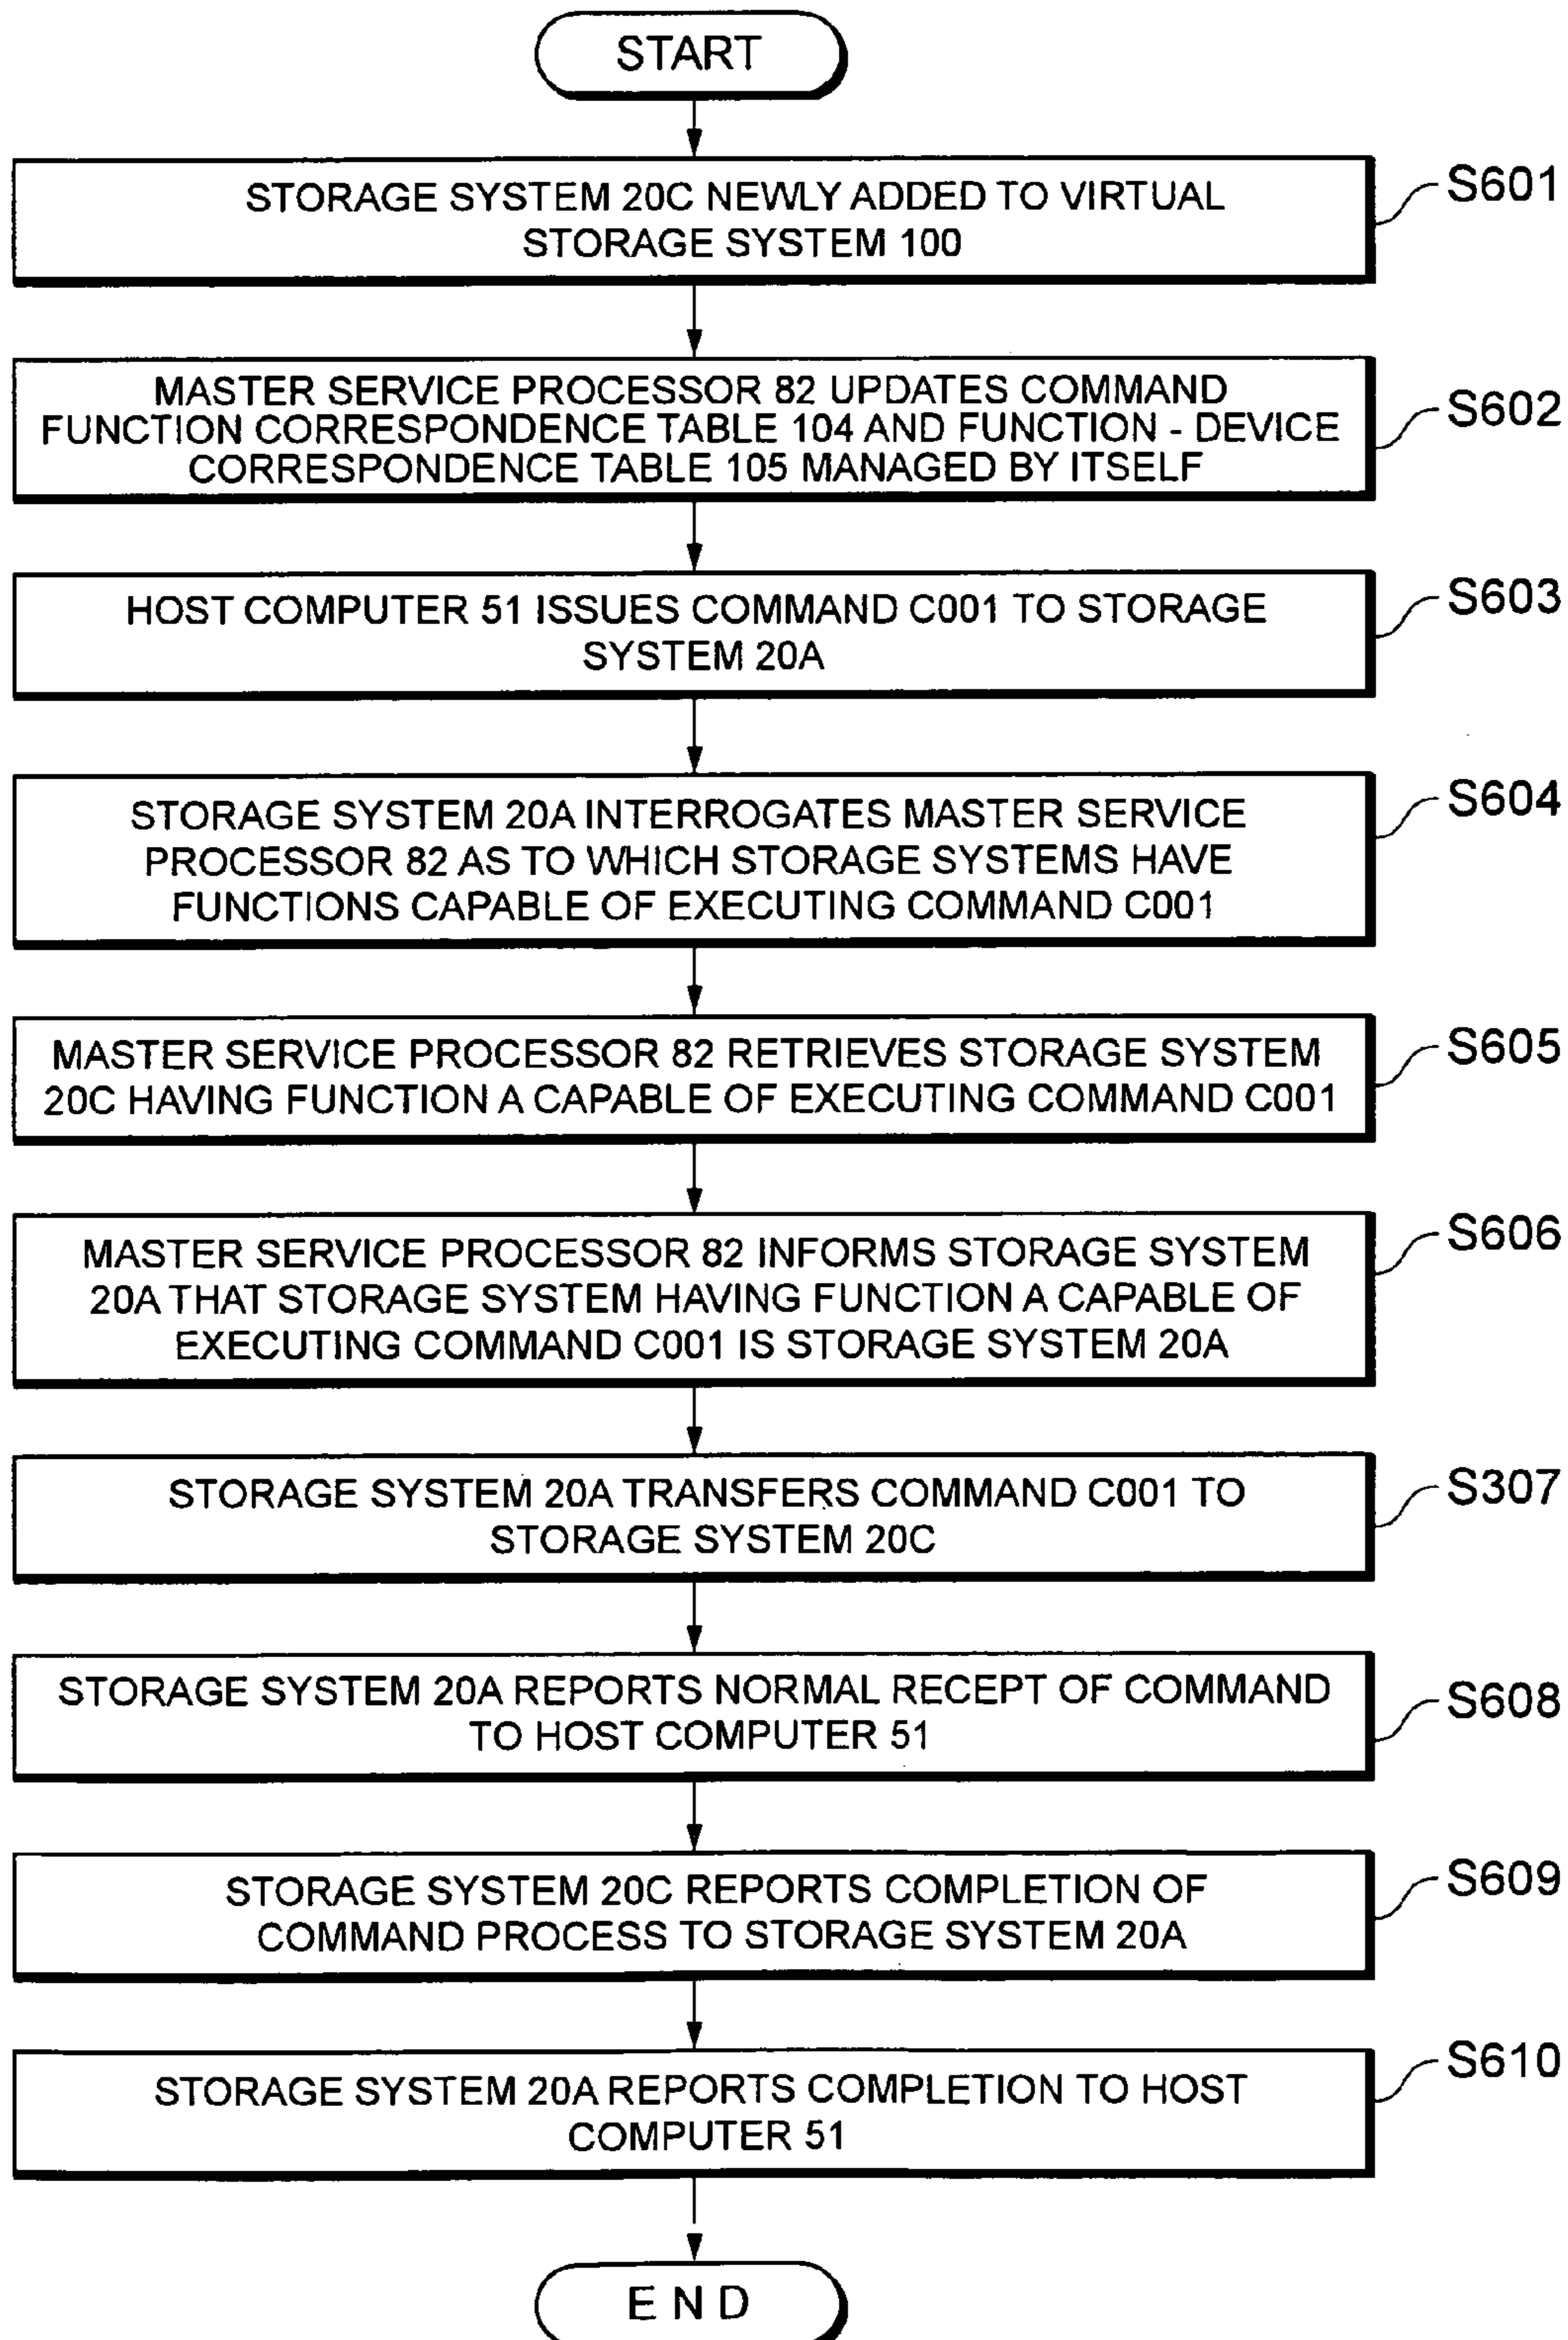 START
STORAGE SYSTEM 20C NEWLY ADDED TO VIRTUAL
STORAGE SYSTEM 100
S601
MASTER SERVICE PROCESSOR 82 UPDATES COMMAND
FUNCTION CORRESPONDENCE TABLE 104 AND FUNCTION - DEVICE
CORRESPONDENCE TABLE 105 MANAGED BY ITSELF
S602
HOST COMPUTER 51 ISSUES COMMAND C001 TO STORAGE
SYSTEM 20A
S603
STORAGE SYSTEM 20A INTERROGATES MASTER SERVICE
PROCESSOR 82 AS TO WHICH STORAGE SYSTEMS HAVE
FUNCTIONS CAPABLE OF EXECUTING COMMAND C001
S604
MASTER SERVICE PROCESSOR 82 RETRIEVES STORAGE SYSTEM
20C HAVING FUNCTION A CAPABLE OF EXECUTING COMMAND C001
S605
MASTER SERVICE PROCESSOR 82 INFORMS STORAGE SYSTEM
20A THAT STORAGE SYSTEM HAVING FUNCTION A CAPABLE OF
EXECUTING COMMAND C001 IS STORAGE SYSTEM 20A
S606
STORAGE SYSTEM 20A TRANSFERS COMMAND C001 TO
STORAGE SYSTEM 20C
S307
STORAGE SYSTEM 20A REPORTS NORMAL RECEPT OF COMMAND
TO HOST COMPUTER 51
S608
STORAGE SYSTEM 20C REPORTS COMPLETION OF
COMMAND PROCESS TO STORAGE SYSTEM 20A
S609
STORAGE SYSTEM 20A REPORTS COMPLETION TO HOST
COMPUTER 51
S610
END